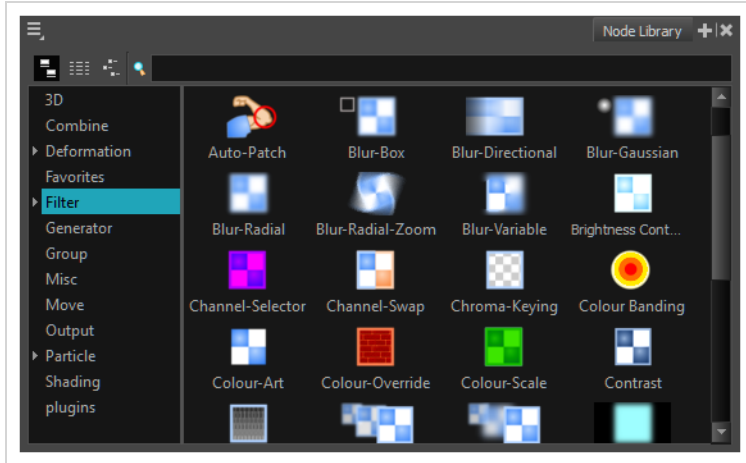 Node Library
3D
Combine
Deformation
Favorites
Filter
Generator
Group
Misc
Move
Output
Particle
Shading
plugins
Auto-Patch Blur-Box Blur-Directional Blur-Gaussian
Blur-Radial Blur-Radial-Zoom Blur-Variable Brightness Cont...
Channel-Selector Channel-Swap Chroma-Keying Colour Banding
Colour-Art Colour-Override Colour-Scale Contrast